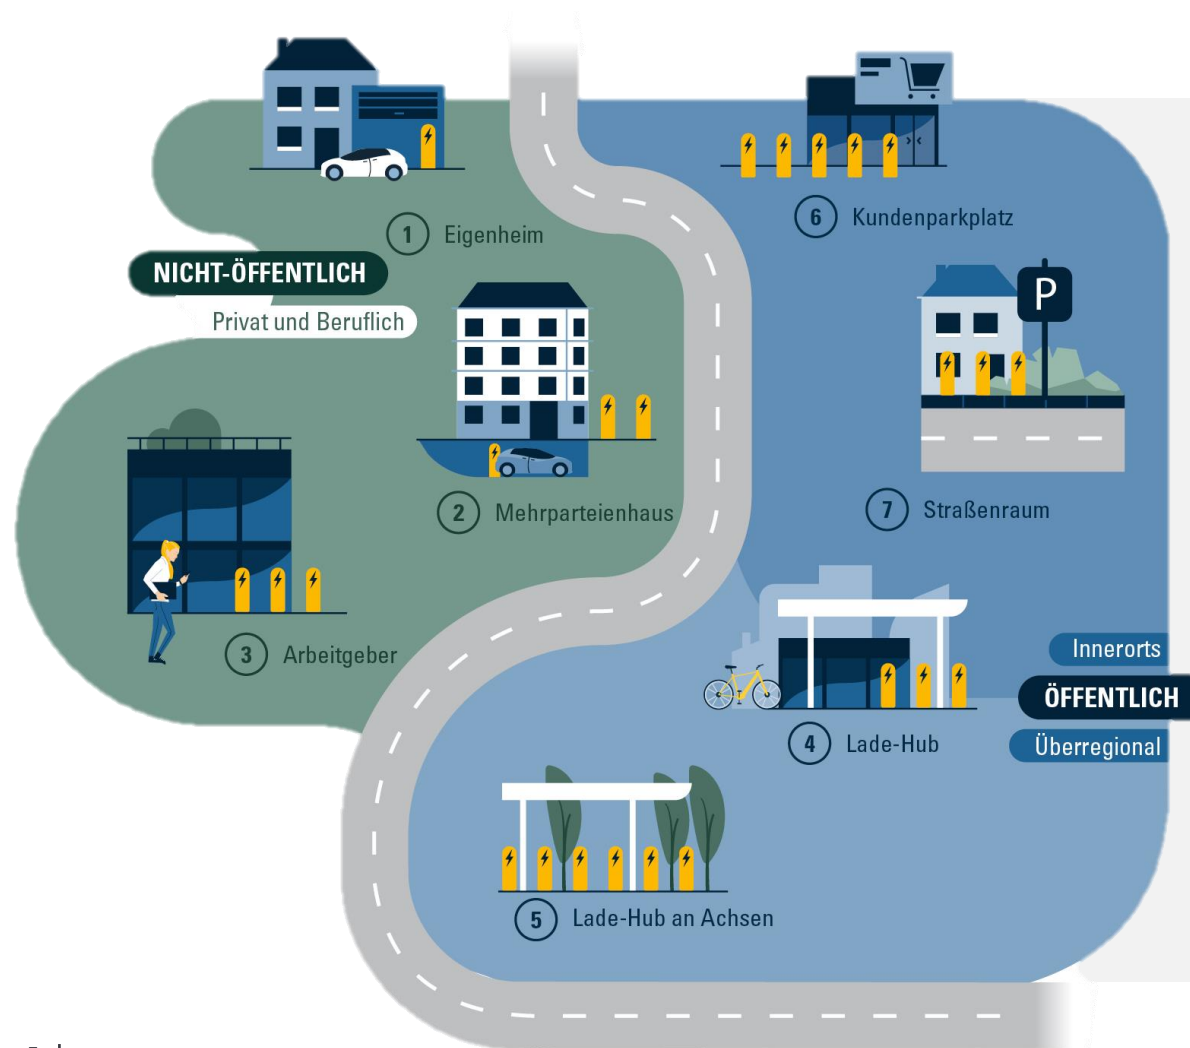 1 Eigenheim
NICHT-ÖFFENTLICH
Privat und Beruflich
2 Mehrparteienhaus
3 Arbeitgeber
6 Kundenparkplatz
P
7 Straßenraum
Innerorts
ÖFFENTLICH
Überregional
4 Lade-Hub
5 Lade-Hub an Achsen